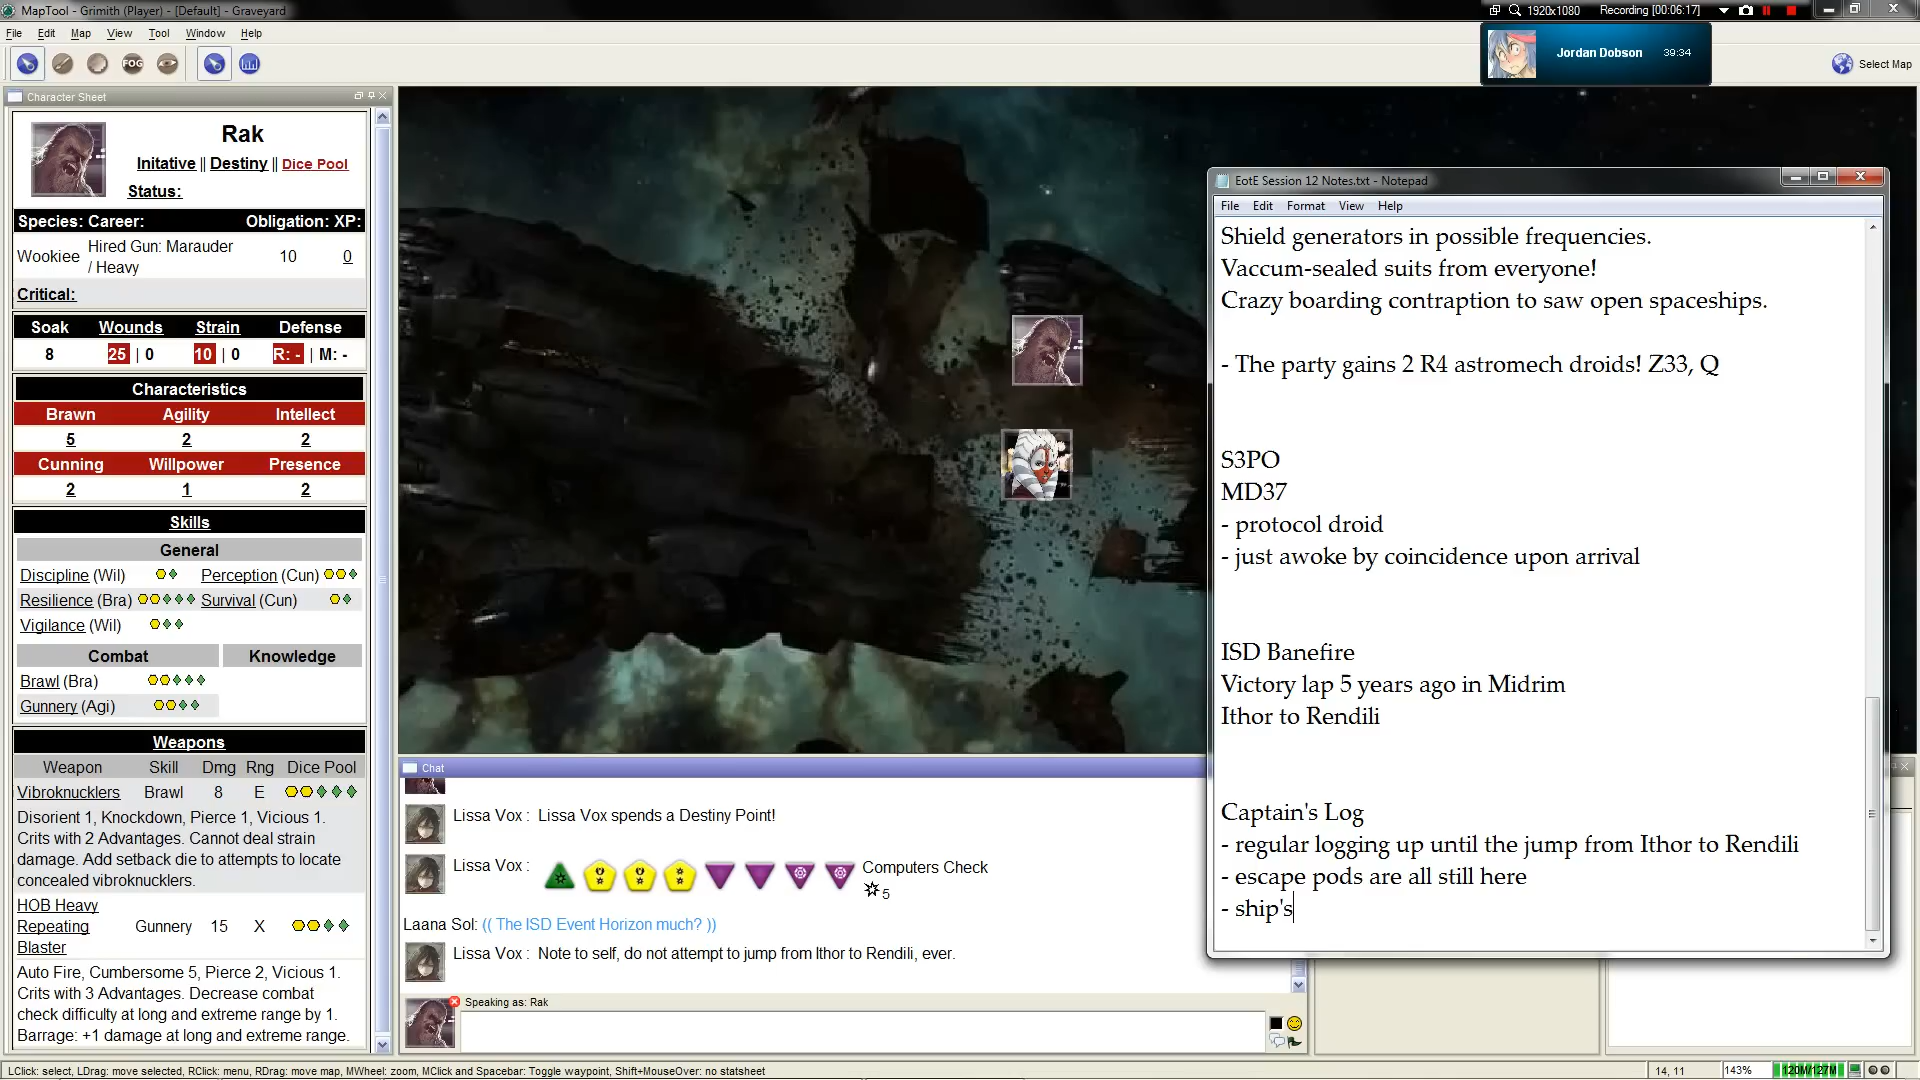 MapTool - Grimith (Player) - [Default] - Graveyard
1920x1080
Recording [00:06:17]
File Edit Map View Tool Window Help
Jordan Dobson 39:34
FOG
Select Map
Character Sheet
Rak
Initative || Destiny || Dice Pool
Status:
Species: Career: Obligation: XP:
Wookiee Hired Gun: Marauder / Heavy 10 0
Critical:
Soak Wounds Strain Defense
8 25 | 0 10 | 0 R: - | M: -
Characteristics
Brawn Agility Intellect
5 2 2
Cunning Willpower Presence
2 1 2
Skills
General
Discipline (Wil) Perception (Cun)
Resilience (Bra) Survival (Cun)
Vigilance (Wil)
Combat Knowledge
Brawl (Bra)
Gunnery (Agi)
Weapons
Weapon Skill Dmg Rng Dice Pool
Vibroknucklers Brawl 8 E
Disorient 1, Knockdown, Pierce 1, Vicious 1.
Crits with 2 Advantages. Cannot deal strain
damage. Add setback die to attempts to locate
concealed vibroknucklers.
HOB Heavy
Repeating Gunnery 15 X
Blaster
Auto Fire, Cumbersome 5, Pierce 2, Vicious 1.
Crits with 3 Advantages. Decrease combat
check difficulty at long and extreme range by 1.
Barrage: +1 damage at long and extreme range.
Chat
Lissa Vox : Lissa Vox spends a Destiny Point!
Lissa Vox : Computers Check
5
Laana Sol: (( The ISD Event Horizon much? ))
Lissa Vox : Note to self, do not attempt to jump from Ithor to Rendili, ever.
Speaking as: Rak
EotE Session 12 Notes.txt - Notepad
File Edit Format View Help
Shield generators in possible frequencies.
Vaccum-sealed suits from everyone!
Crazy boarding contraption to saw open spaceships.
- The party gains 2 R4 astromech droids! Z33, Q
S3PO
MD37
- protocol droid
- just awoke by coincidence upon arrival
ISD Banefire
Victory lap 5 years ago in Midrim
Ithor to Rendili
Captain's Log
- regular logging up until the jump from Ithor to Rendili
- escape pods are all still here
- ship's
LClick: select, LDrag: move selected, RClick: menu, RDrag: move map, MWheel: zoom, MClick and Spacebar: Toggle waypoint, Shift+MouseOver: no statsheet
14, 11 143% 120M/127M